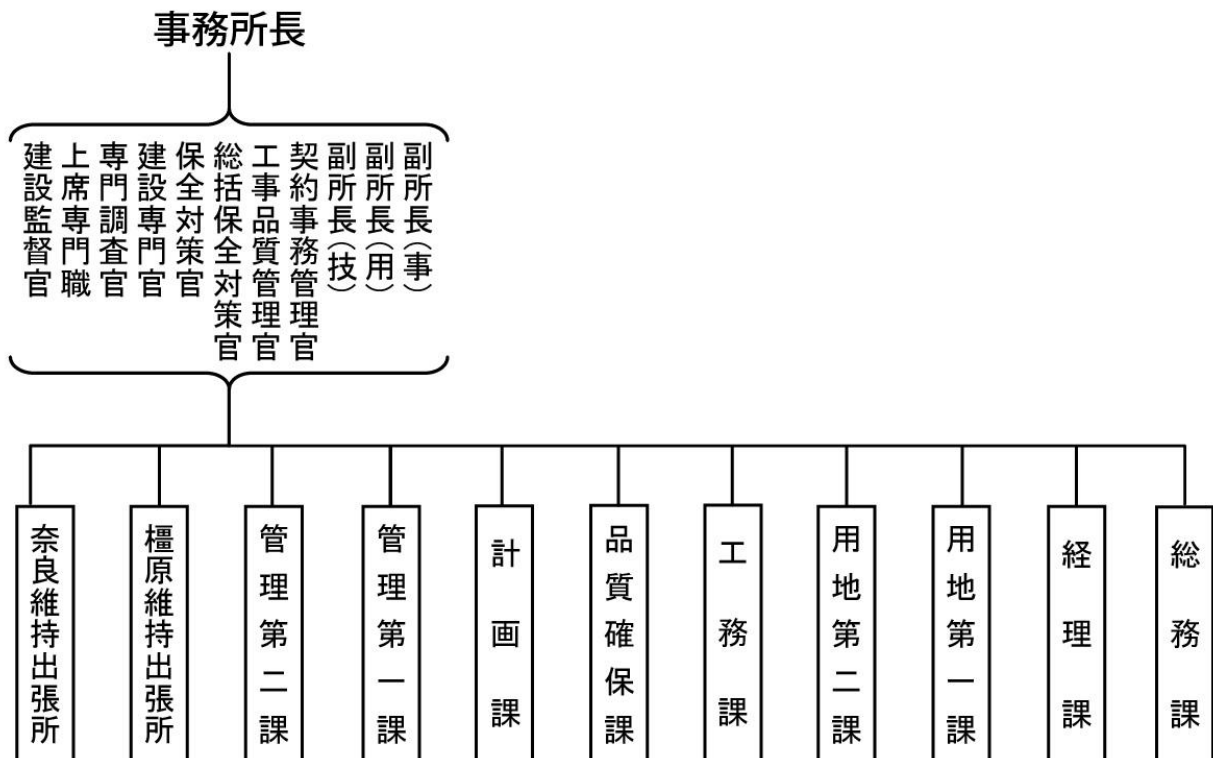 事務所長
副所長(事)
副所長(用)
副所長(技)
契約事務管理官
工事品質管理官
総括保全対策官
保全対策官
建設専門官
専門調査官
上席専門職
建設監督官
総務課
経理課
用地第一課
用地第二課
工務課
品質確保課
計画課
管理第一課
管理第二課
橿原維持出張所
奈良維持出張所